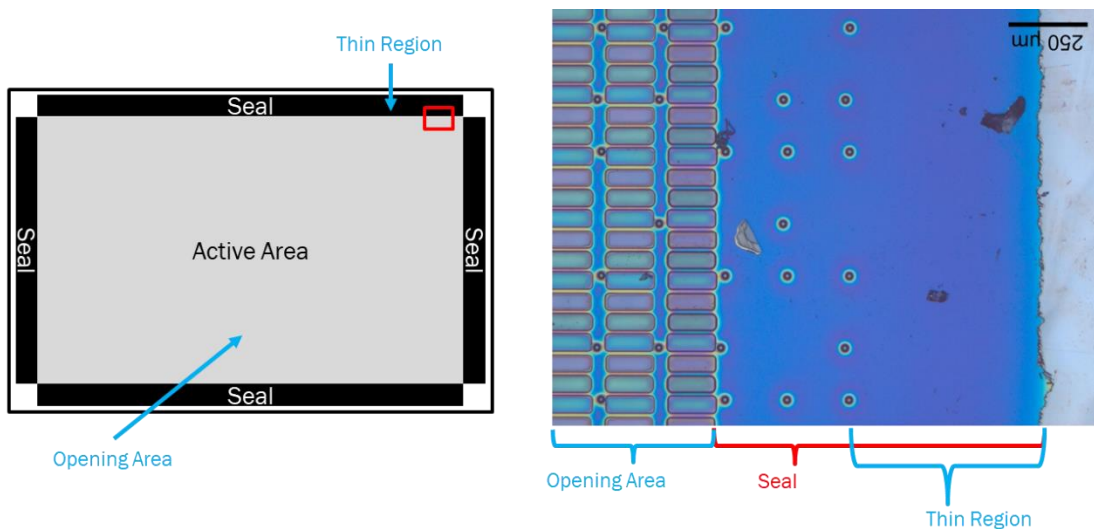 Thin Region
Seal
Seal
Active Area
Seal
Seal
Opening Area
250 µm
Opening Area
Seal
Thin Region